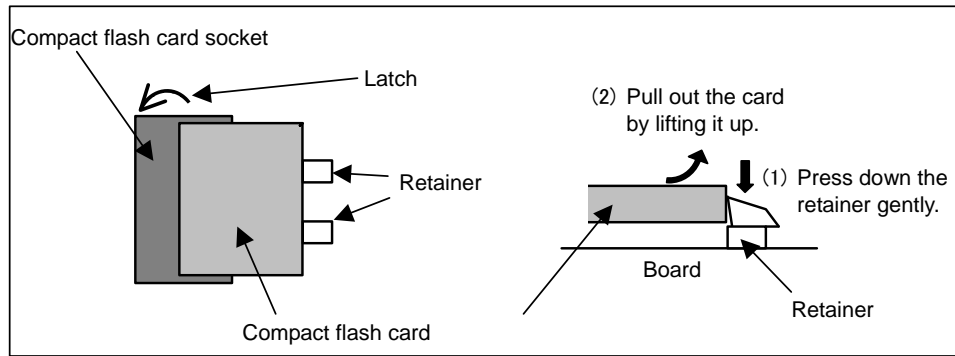 Compact flash card socket
Latch
Retainer
Compact flash card
(2) Pull out the card
by lifting it up.
(1) Press down the
retainer gently.
Board
Retainer